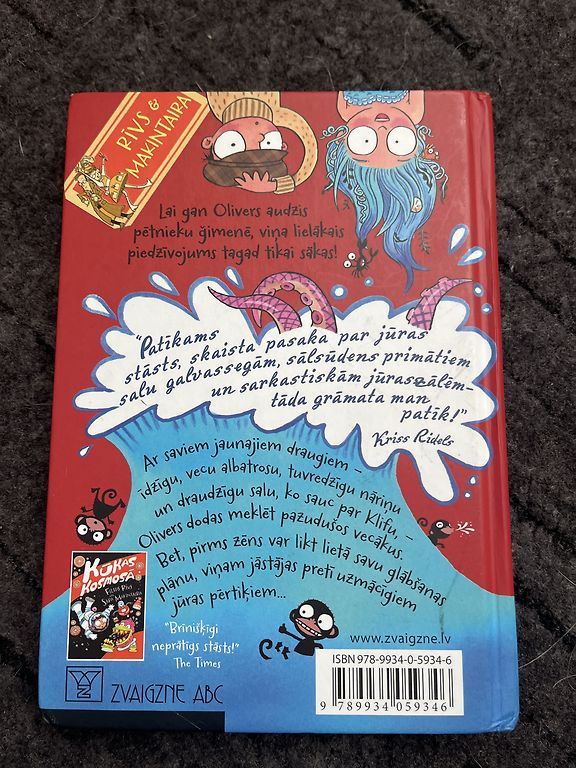 RĪVS &
MAKINTAIRA
Lai gan Olivers audzis
pētnieku ģimenē, viņa lielākais
piedzīvojums tagad tikai sākas!
"Patīkams
stāsts, skaista pasaka par jūras
salu galvassegām, sālsūdens primātiem
un sarkastiskām jūraszālēm–
tāda grāmata man
patīk!"
Kriss Ridels
Ar saviem jaunajiem draugiem –
īdzīgu, vecu albatrosu, tuvredzīgu nāriņu
un draudzīgu salu, ko sauc par Klifu, –
Olivers dodas meklēt pazudušos vecākus.
Bet, pirms zēns var likt lietā savu glābšanas
plānu, viņam jāstājas pretī uzmācīgiem
jūras pērtiķiem...
KŪKAS
KOSMOSĀ
"Brīnišķīgi
neprātīgs stāsts!"
The Times
www.zvaigzne.lv
ISBN 978-9934-0-5934-6
9 789934 059346
ZVAIGZNE ABC